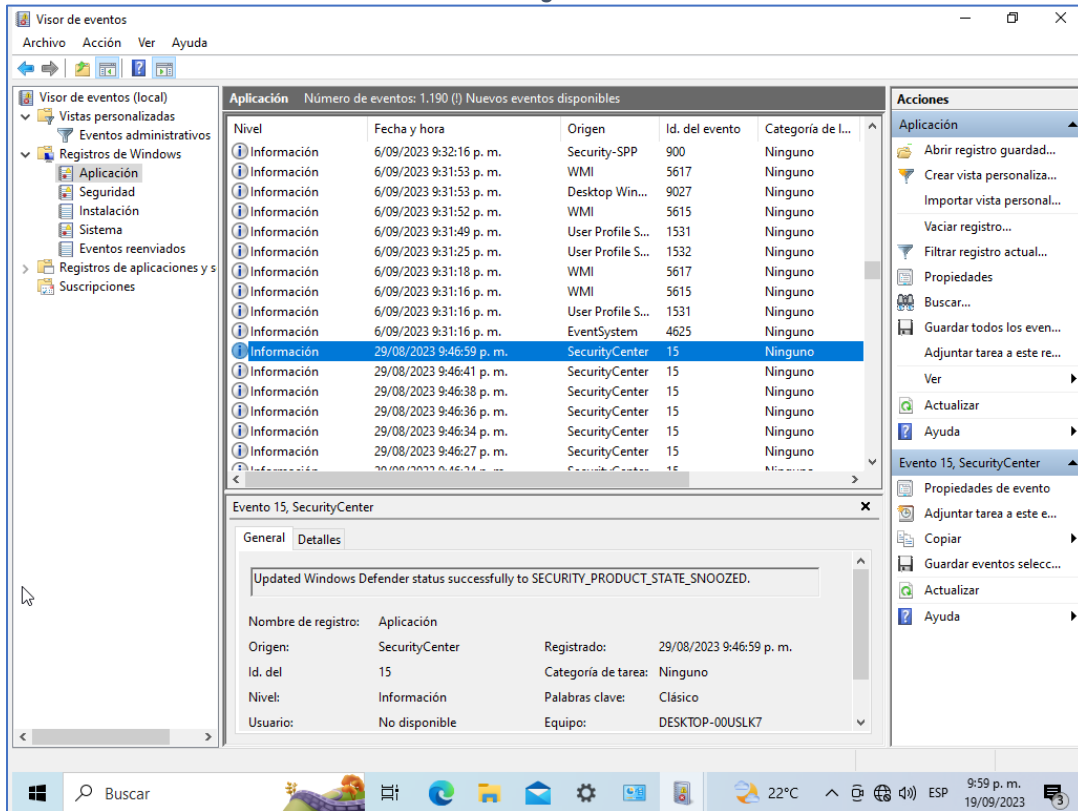 Visor de eventos
Archivo Acción Ver Ayuda
Visor de eventos (local)
Vistas personalizadas
Eventos administrativos
Registros de Windows
Aplicación
Seguridad
Instalación
Sistema
Eventos reenviados
Registros de aplicaciones y s
Suscripciones
Aplicación Número de eventos: 1.190 (!) Nuevos eventos disponibles
Nivel Fecha y hora Origen Id. del evento Categoría de l...
Información 6/09/2023 9:32:16 p. m. Security-SPP 900 Ninguno
Información 6/09/2023 9:31:53 p. m. WMI 5617 Ninguno
Información 6/09/2023 9:31:53 p. m. Desktop Win... 9027 Ninguno
Información 6/09/2023 9:31:52 p. m. WMI 5615 Ninguno
Información 6/09/2023 9:31:49 p. m. User Profile S... 1531 Ninguno
Información 6/09/2023 9:31:25 p. m. User Profile S... 1532 Ninguno
Información 6/09/2023 9:31:18 p. m. WMI 5617 Ninguno
Información 6/09/2023 9:31:16 p. m. WMI 5615 Ninguno
Información 6/09/2023 9:31:16 p. m. User Profile S... 1531 Ninguno
Información 6/09/2023 9:31:16 p. m. EventSystem 4625 Ninguno
Información 29/08/2023 9:46:59 p. m. SecurityCenter 15 Ninguno
Información 29/08/2023 9:46:41 p. m. SecurityCenter 15 Ninguno
Información 29/08/2023 9:46:38 p. m. SecurityCenter 15 Ninguno
Información 29/08/2023 9:46:36 p. m. SecurityCenter 15 Ninguno
Información 29/08/2023 9:46:34 p. m. SecurityCenter 15 Ninguno
Información 29/08/2023 9:46:27 p. m. SecurityCenter 15 Ninguno
Evento 15, SecurityCenter
General Detalles
Updated Windows Defender status successfully to SECURITY_PRODUCT_STATE_SNOOZED.
Nombre de registro: Aplicación
Origen: SecurityCenter Registrado: 29/08/2023 9:46:59 p. m.
Id. del 15 Categoría de tarea: Ninguno
Nivel: Información Palabras clave: Clásico
Usuario: No disponible Equipo: DESKTOP-00USLK7
Acciones
Aplicación
Abrir registro guardad...
Crear vista personaliza...
Importar vista personal...
Vaciar registro...
Filtrar registro actual...
Propiedades
Buscar...
Guardar todos los even...
Adjuntar tarea a este re...
Ver
Actualizar
Ayuda
Evento 15, SecurityCenter
Propiedades de evento
Adjuntar tarea a este e...
Copiar
Guardar eventos selecc...
Actualizar
Ayuda
Buscar
22°C
ESP
9:59 p. m.
19/09/2023
3